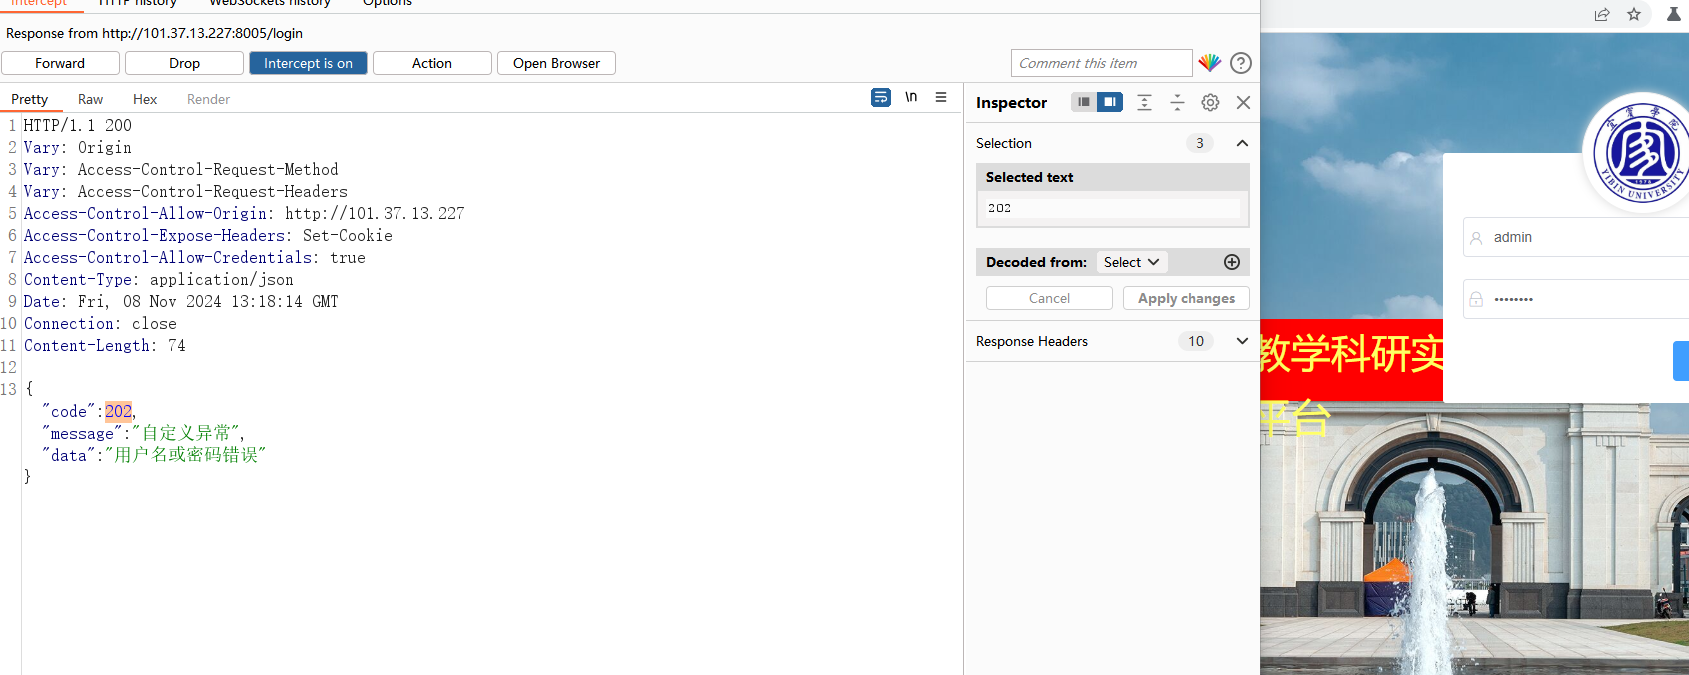 Intercept
HTTP history
WebSockets history
Options
Response from http://101.37.13.227:8005/login
Forward
Drop
Intercept is on
Action
Open Browser
Comment this item
Pretty
Raw
Hex
Render
\n
1 HTTP/1.1 200
2 Vary: Origin
3 Vary: Access-Control-Request-Method
4 Vary: Access-Control-Request-Headers
5 Access-Control-Allow-Origin: http://101.37.13.227
6 Access-Control-Expose-Headers: Set-Cookie
7 Access-Control-Allow-Credentials: true
8 Content-Type: application/json
9 Date: Fri, 08 Nov 2024 13:18:14 GMT
10 Connection: close
11 Content-Length: 74
12
13 {
"code":202,
"message":"自定义异常",
"data":"用户名或密码错误"
}
Inspector
Selection
3
Selected text
202
Decoded from:
Select
Cancel
Apply changes
Response Headers
10
宜宾学院
1978
YIBIN UNIVERSITY
admin
••••••••
教学科研实
平台